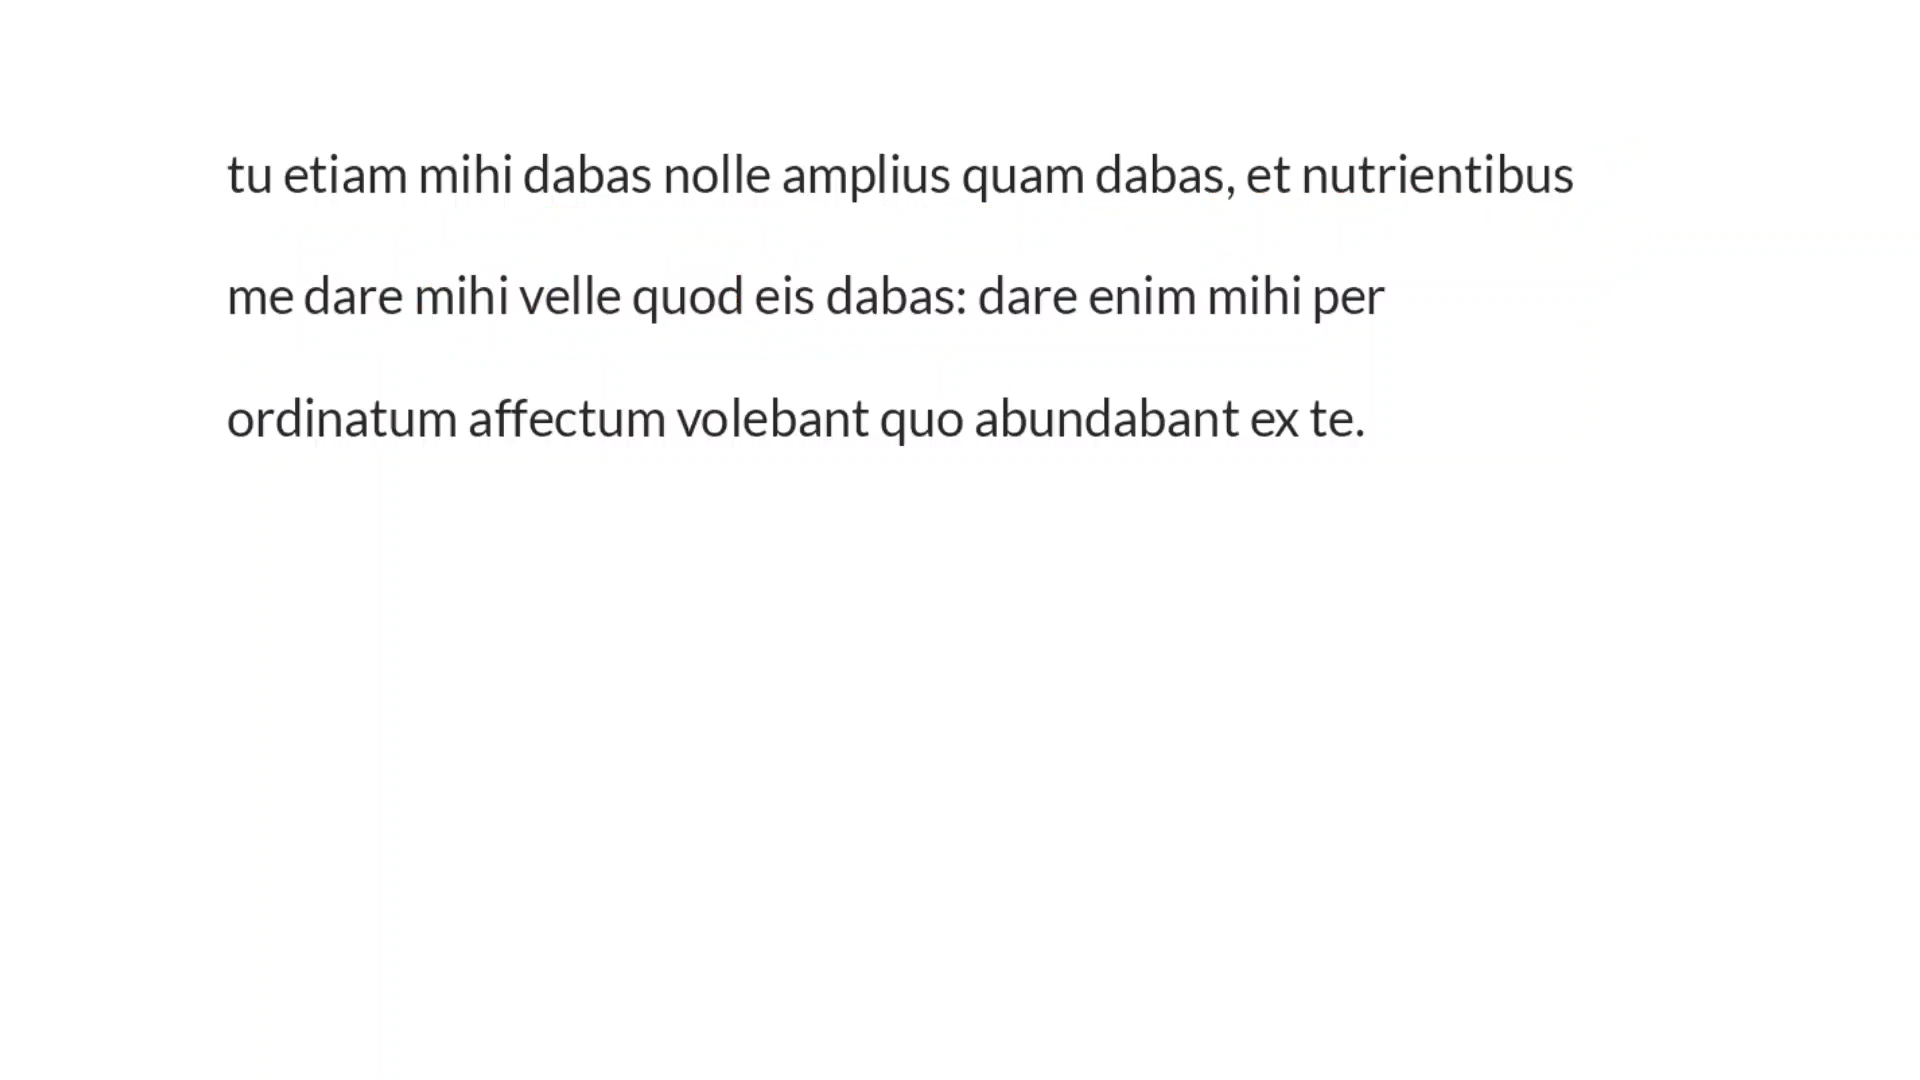 tu etiam mihi dabas nolle amplius quam dabas, et nutrientibus
me dare mihi velle quod eis dabas: dare enim mihi per
ordinatum affectum volebant quo abundabant ex te.